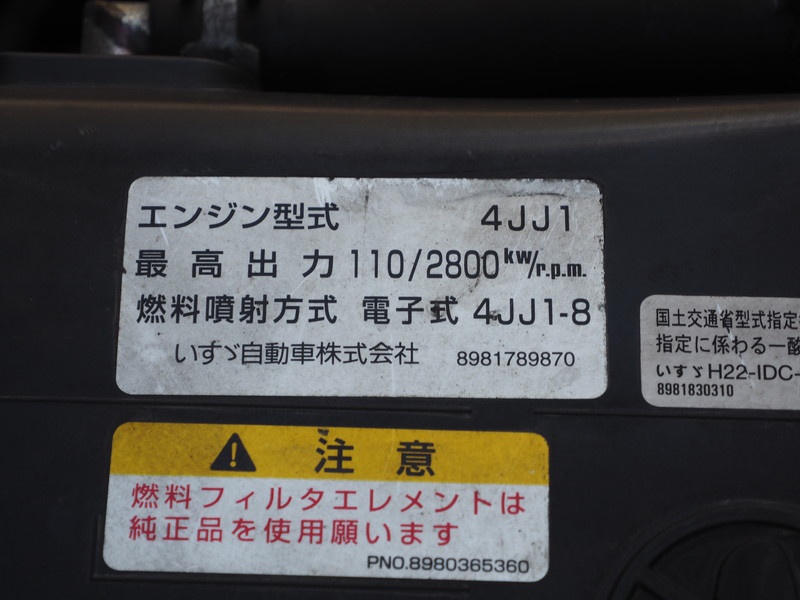 エンジン型式 4JJ1
最高出力 110/2800kW/r.p.m.
燃料噴射方式 電子式 4JJ1-8
いすゞ自動車株式会社 8981789870
国土交通省型式指定
指定に係わる一酸
いすゞH22-IDC-
8981830310
注意
燃料フィルタエレメントは
純正品を使用願います
PNO.8980365360